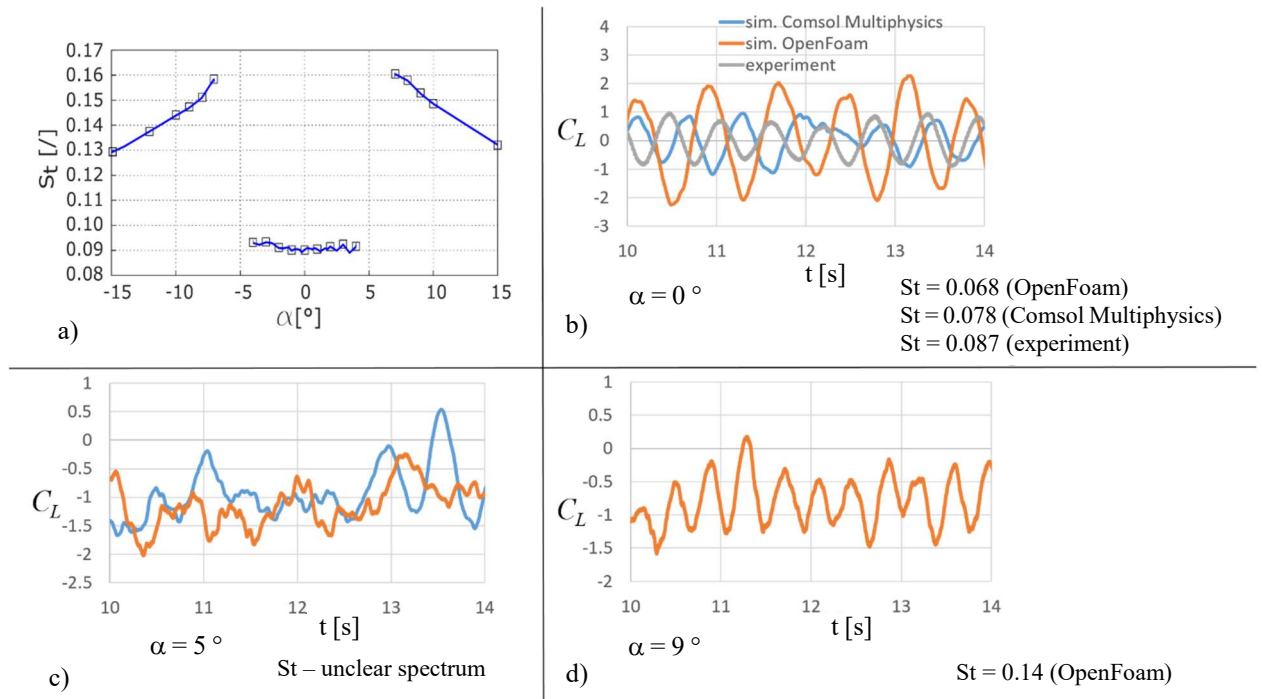 0.17
0.16
0.15
0.14
0.13
0.12
0.11
0.10
0.09
0.08
St [/]
-15 -10 -5 0 5 10 15
α[°]
a)
4
3
2
1
0
-1
-2
-3
C_L
sim. Comsol Multiphysics
sim. OpenFoam
experiment
10 11 12 13 14
t [s]
α = 0 °
b)
St = 0.068 (OpenFoam)
St = 0.078 (Comsol Multiphysics)
St = 0.087 (experiment)
1
0.5
0
-0.5
-1
-1.5
-2
-2.5
C_L
10 11 12 13 14
t [s]
α = 5 °
St – unclear spectrum
c)
1
0.5
0
-0.5
-1
-1.5
-2
C_L
10 11 12 13 14
t [s]
α = 9 °
d)
St = 0.14 (OpenFoam)